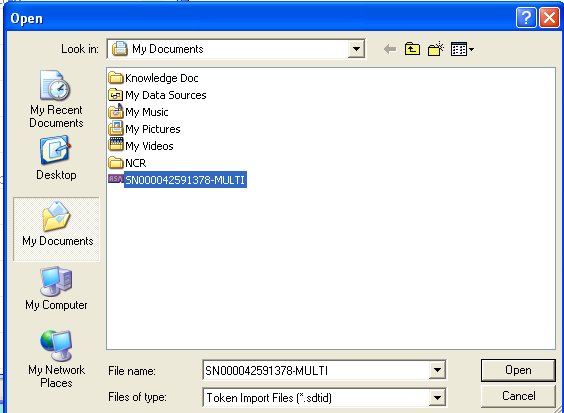 Open
Look in: My Documents
My Recent
Documents
Desktop
My Documents
My Computer
My Network
Places
Knowledge Doc
My Data Sources
My Music
My Pictures
My Videos
NCR
RSA SN000042591378-MULTI
File name: SN000042591378-MULTI Open
Files of type: Token Import Files (*.sdtid) Cancel